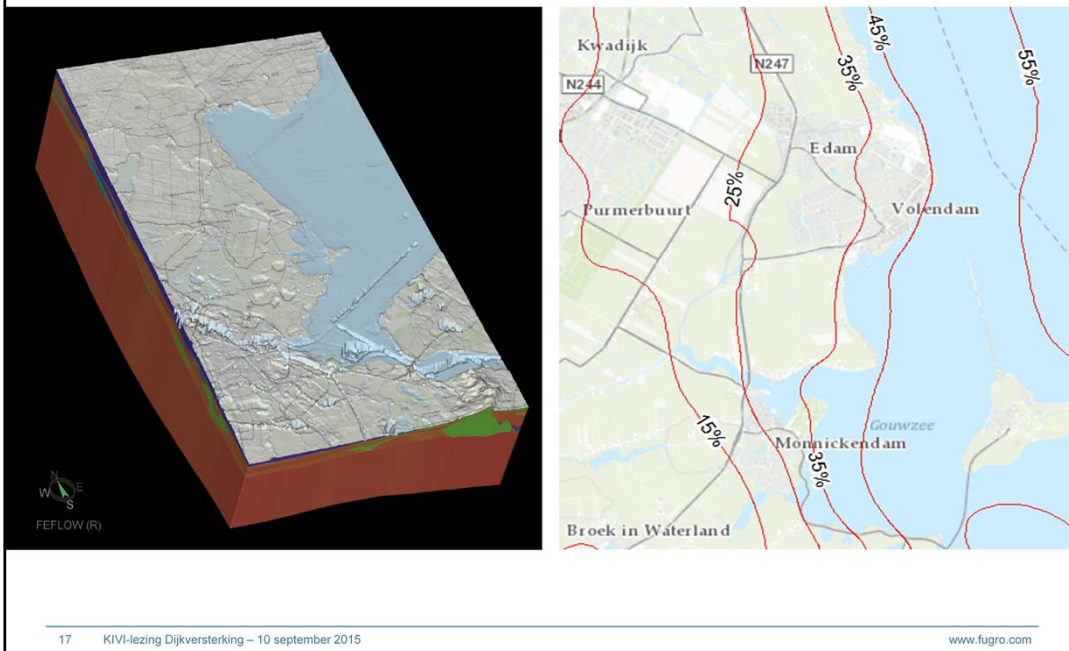 N
W E
S
FEFLOW (R)
Kwadijk
N244
N247
45%
35%
55%
Edam
25%
Purmerbuurt
Volendam
15%
Gouwzee
Monnickendam
35%
Broek in Waterland
17 KIVI-lezing Dijkversterking – 10 september 2015
www.fugro.com